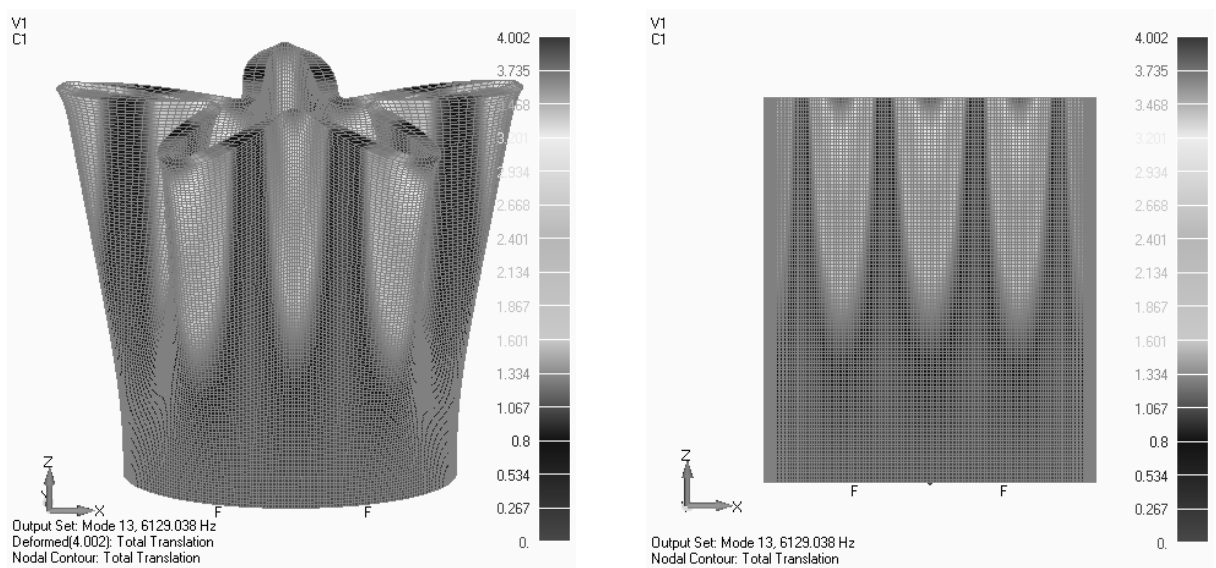 V1
C1
4.002
3.735
3.468
3.201
2.934
2.668
2.401
2.134
1.867
1.601
1.334
1.067
0.8
0.534
0.267
0.
Z
Y
X
F
F
Output Set: Mode 13, 6129.038 Hz
Deformed(4.002): Total Translation
Nodal Contour: Total Translation
V1
C1
4.002
3.735
3.468
3.201
2.934
2.668
2.401
2.134
1.867
1.601
1.334
1.067
0.8
0.534
0.267
0.
Z
X
F
F
Output Set: Mode 13, 6129.038 Hz
Nodal Contour: Total Translation